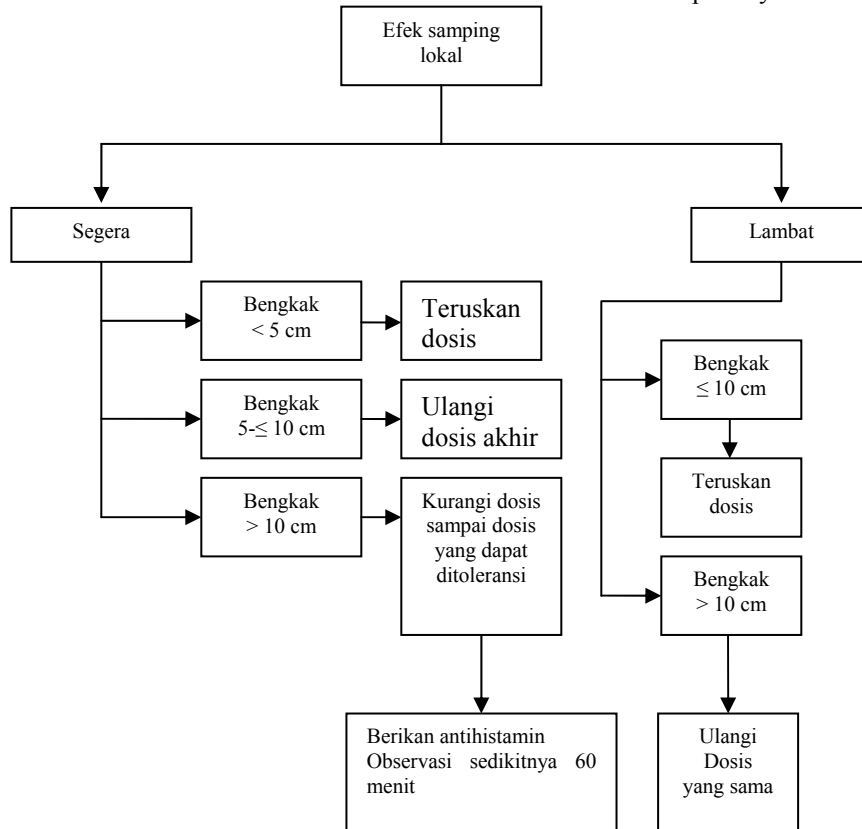 Efek samping
lokal
Segera
Lambat
Bengkak
< 5 cm
Teruskan
dosis
Bengkak
5-≤ 10 cm
Ulangi
dosis akhir
Bengkak
> 10 cm
Kurangi dosis
sampai dosis
yang dapat
ditoleransi
Berikan antihistamin
Observasi sedikitnya 60
menit
Bengkak
≤ 10 cm
Teruskan
dosis
Bengkak
> 10 cm
Ulangi
Dosis
yang sama